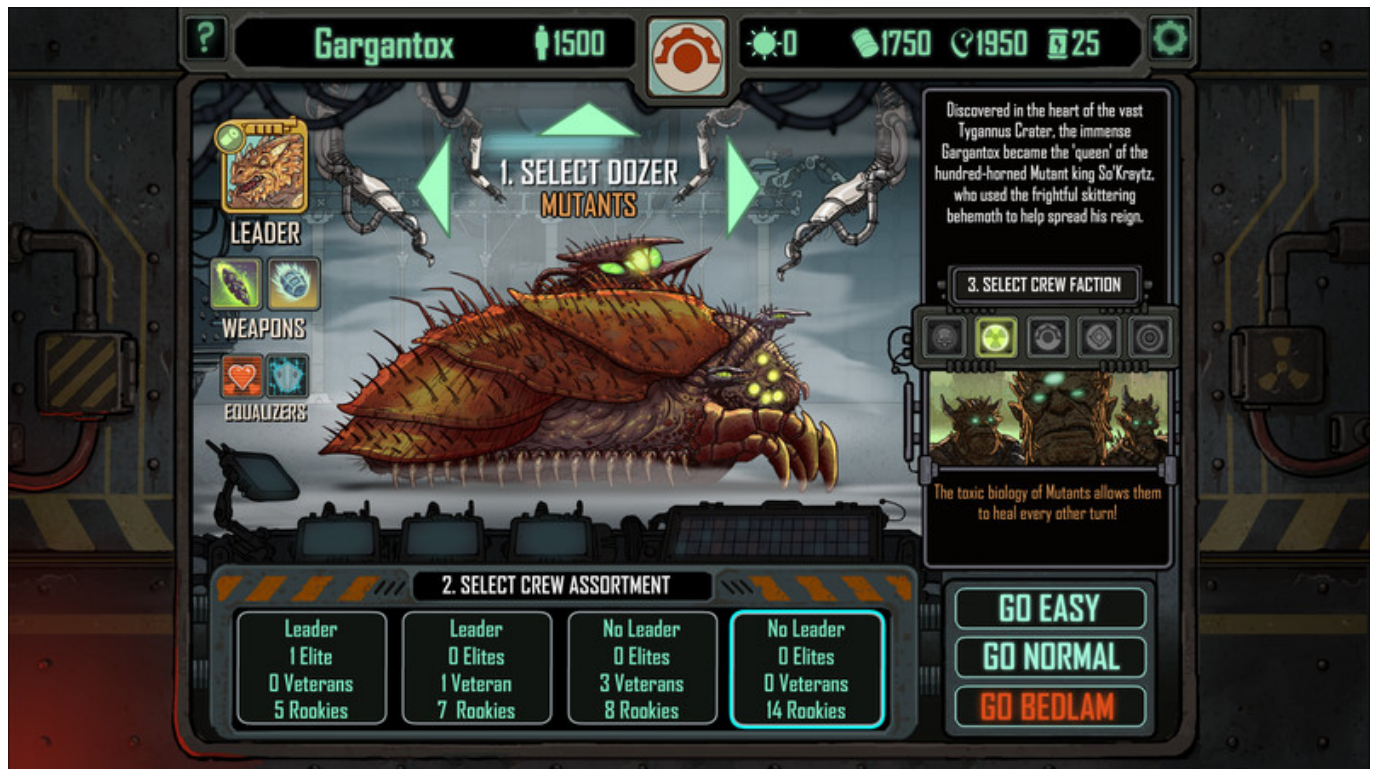 ?
Gargantox
1500
0
1750
1950
25
LEADER
WEAPONS
EQUALIZERS
1. SELECT DOZER
MUTANTS
Discovered in the heart of the vast
Tygannus Crater, the immense
Gargantox became the 'queen' of the
hundred-horned Mutant king So'Kraytz,
who used the frightful skittering
behemoth to help spread his reign.
3. SELECT CREW FACTION
The toxic biology of Mutants allows them
to heal every other turn!
2. SELECT CREW ASSORTMENT
Leader
1 Elite
0 Veterans
5 Rookies
Leader
0 Elites
1 Veteran
7 Rookies
No Leader
0 Elites
3 Veterans
8 Rookies
No Leader
0 Elites
0 Veterans
14 Rookies
GO EASY
GO NORMAL
GO BEDLAM